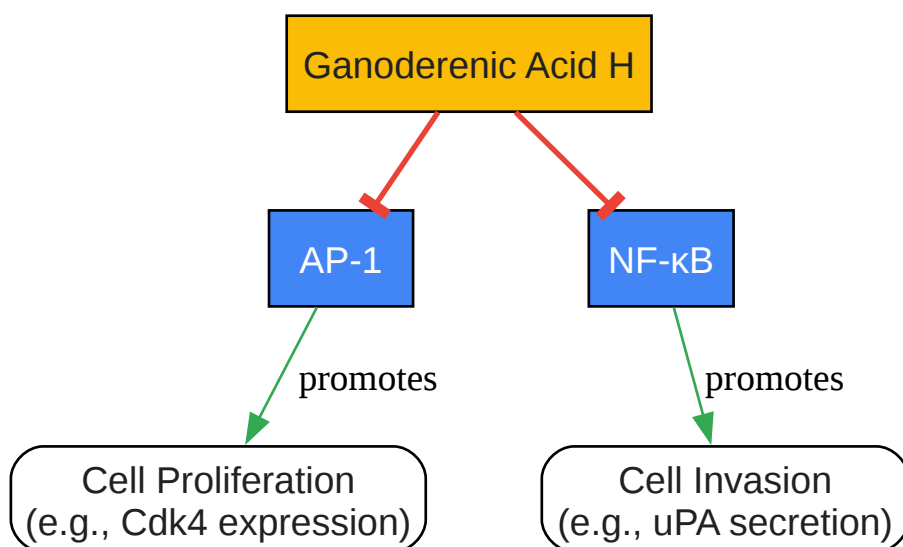 Ganoderenic Acid H
AP-1
NF-κB
promotes
promotes
Cell Proliferation
(e.g., Cdk4 expression)
Cell Invasion
(e.g., uPA secretion)